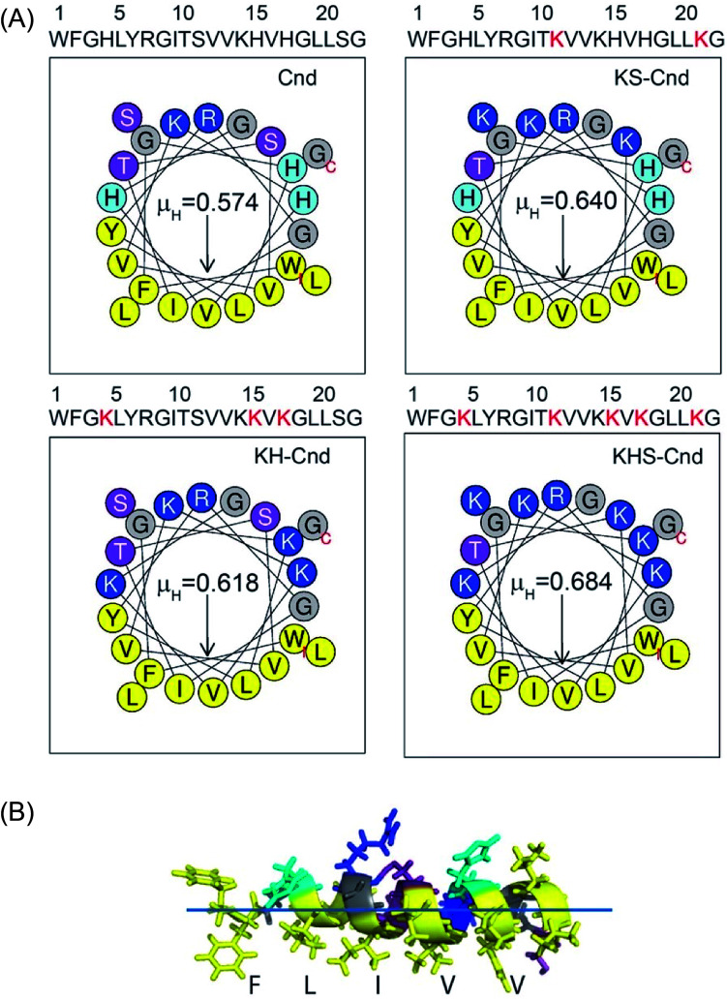 (A)
1 5 10 15 20
WFGHLYRGITSVVKHVHGLLSG
Cnd
S K R G
G S
T H G
C
H H
μH=0.574
Y G
V W L
F V
L I V L
1 5 10 15 20
WFGHLYRGITKVVKHVHGLLKG
KS-Cnd
K K R G
G K
T H G
C
H H
μH=0.640
Y G
V W L
F V
L I V L
1 5 10 15 20
WFGKLYRGITSVVKKVKGLLSG
KH-Cnd
S K R G
G S
T K G
C
K K
μH=0.618
Y G
V W L
F V
L I V L
1 5 10 15 20
WFGKLYRGITKVVKKVKGLLKG
KHS-Cnd
K K R G
G K
T K G
C
K K
μH=0.684
Y G
V W L
F V
L I V L
(B)
F L I V V